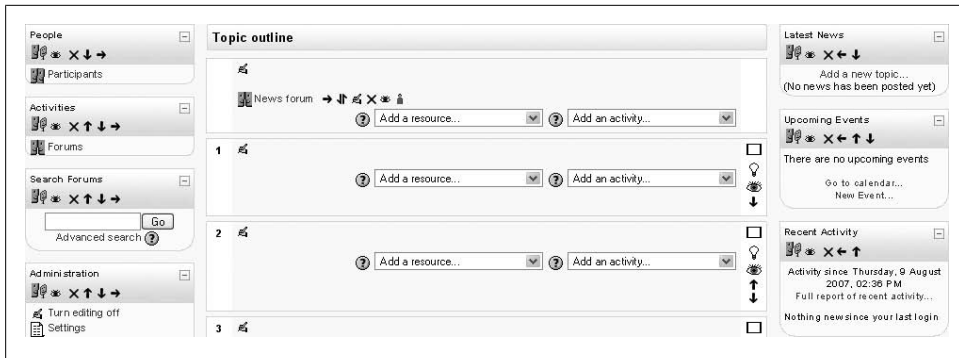 People
Participants
Activities
Forums
Search Forums
Go
Advanced search ?
Administration
Turn editing off
Settings
Topic outline
News forum
? Add a resource... ? Add an activity...
1
? Add a resource... ? Add an activity...
2
? Add a resource... ? Add an activity...
3
Latest News
Add a new topic...
(No news has been posted yet)
Upcoming Events
There are no upcoming events
Go to calendar...
New Event...
Recent Activity
Activity since Thursday, 9 August
2007, 02:36 PM
Full report of recent activity...
Nothing new since your last login